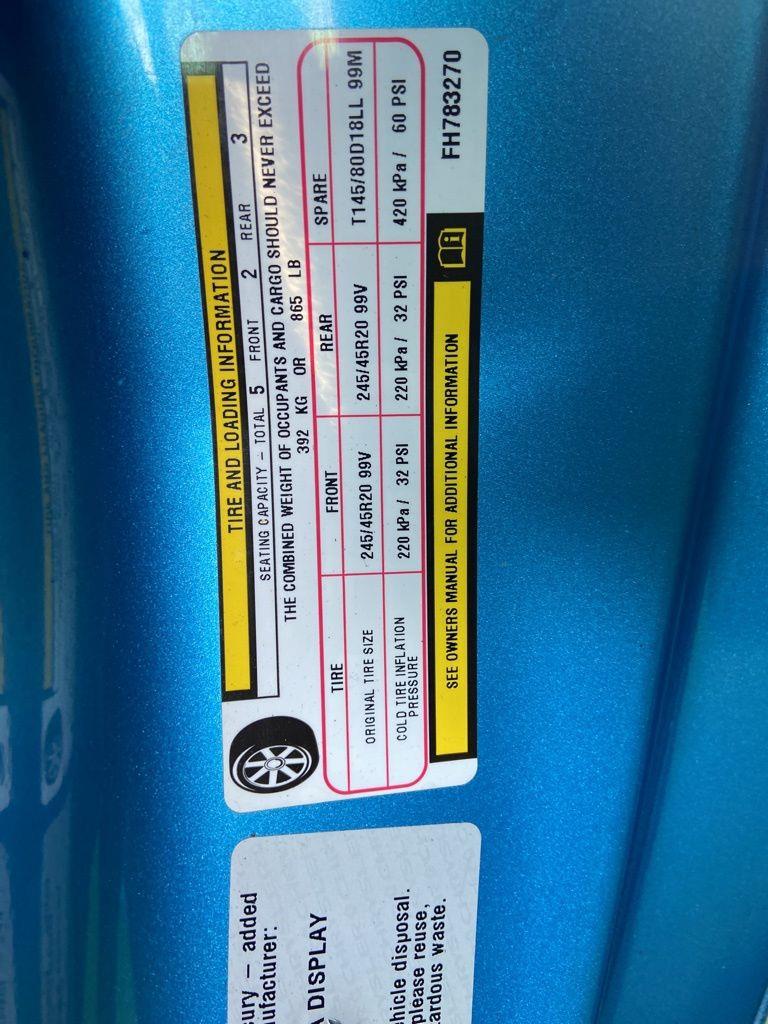 TIRE AND LOADING INFORMATION
SEATING CAPACITY – TOTAL 5 FRONT 2 REAR 3
THE COMBINED WEIGHT OF OCCUPANTS AND CARGO SHOULD NEVER EXCEED
392 KG OR 865 LB
TIRE FRONT REAR SPARE
ORIGINAL TIRE SIZE 245/45R20 99V 245/45R20 99V T145/80D18LL 99M
COLD TIRE INFLATION
PRESSURE 220 kPa / 32 PSI 220 kPa / 32 PSI 420 kPa / 60 PSI
SEE OWNERS MANUAL FOR ADDITIONAL INFORMATION
FH783270
– added
DISPLAY
disposal.
please reuse,
waste.